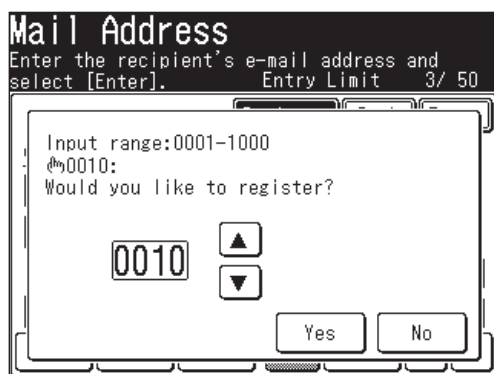 Mail Address
Enter the recipient's e-mail address and
select [Enter].    Entry Limit    3/ 50
Input range:0001-1000
0010:
Would you like to register?
0010
Yes    No